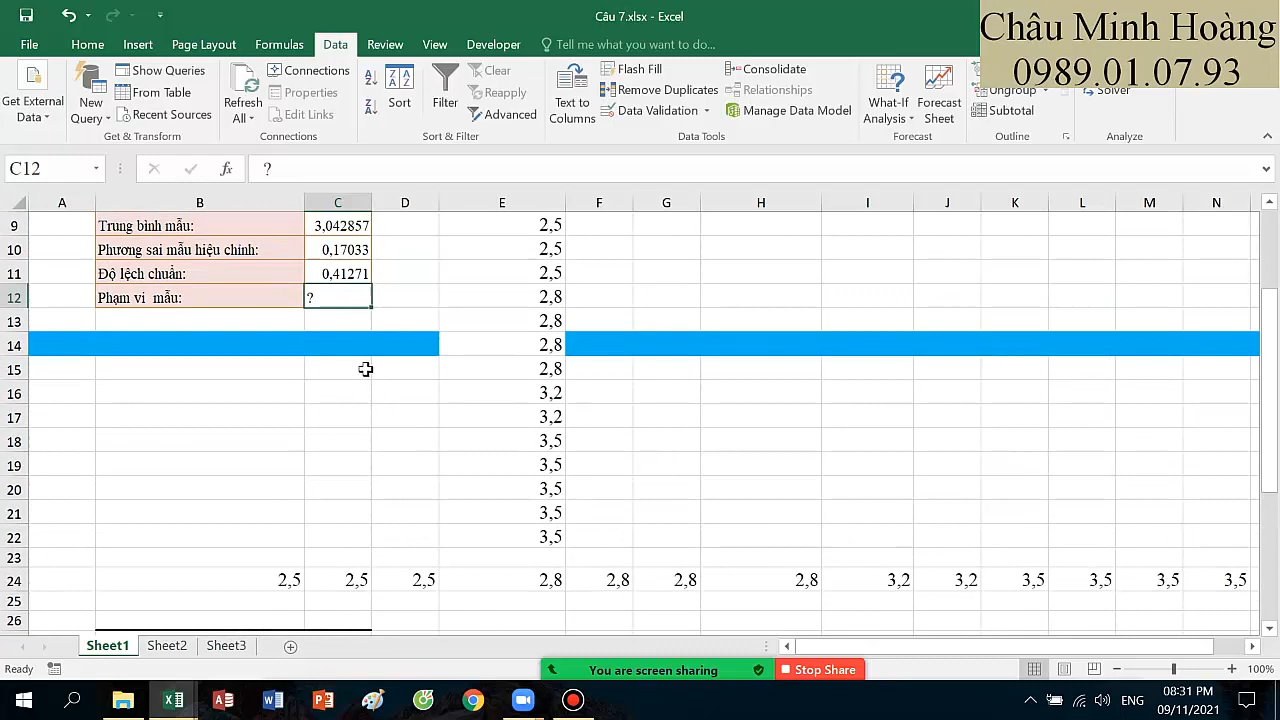 Câu 7.xlsx - Excel
Châu Minh Hoàng
0989.01.07.93
File Home Insert Page Layout Formulas Data Review View Developer Tell me what you want to do...
Get External Data
New Query
Show Queries
From Table
Recent Sources
Get & Transform
Refresh All
Connections
Properties
Edit Links
Connections
Sort
Filter
Clear
Reapply
Advanced
Sort & Filter
Text to Columns
Flash Fill
Remove Duplicates
Data Validation
Consolidate
Relationships
Manage Data Model
Data Tools
What-If Analysis
Forecast Sheet
Forecast
Ungroup
Subtotal
Outline
Solver
Analyze
C12 fx ?
A B C D E F G H I J K L M N
9 Trung bình mẫu: 3,042857 2,5
10 Phương sai mẫu hiệu chỉnh: 0,17033 2,5
11 Độ lệch chuẩn: 0,41271 2,5
12 Phạm vi mẫu: ? 2,8
13 2,8
14 2,8
15 2,8
16 3,2
17 3,2
18 3,5
19 3,5
20 3,5
21 3,5
22 3,5
23
24 2,5 2,5 2,5 2,8 2,8 2,8 2,8 3,2 3,2 3,5 3,5 3,5 3,5
25
26
Sheet1 Sheet2 Sheet3
Ready You are screen sharing Stop Share 100%
ENG 08:31 PM
09/11/2021